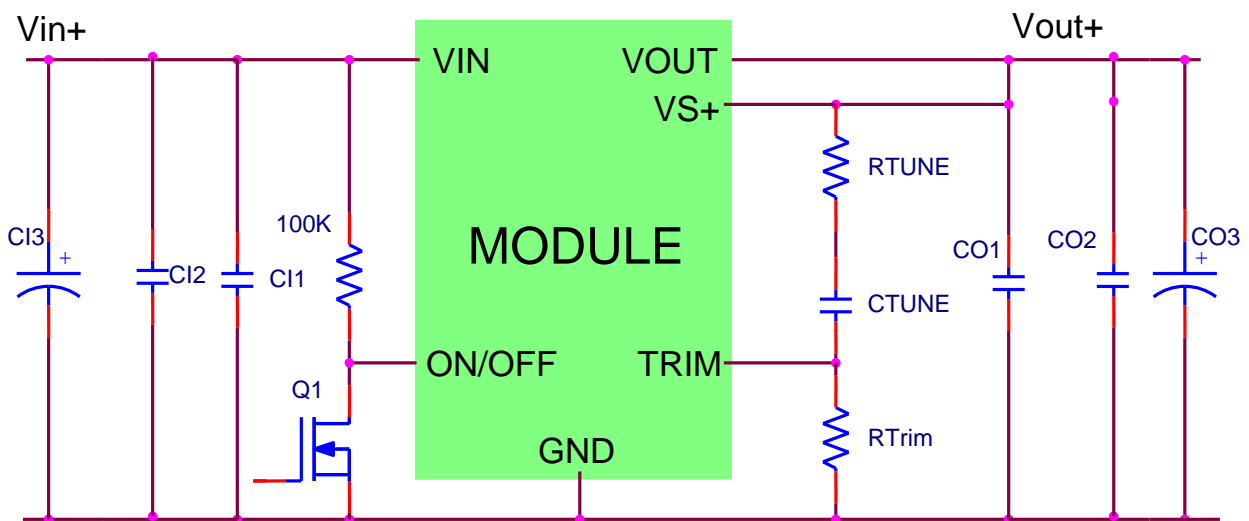 Vin+
Vout+
VIN
VOUT
VS+
RTUNE
100K
CI3
+
CI2
CI1
MODULE
CO1
CO2
CO3
+
CTUNE
ON/OFF
TRIM
Q1
RTrim
GND